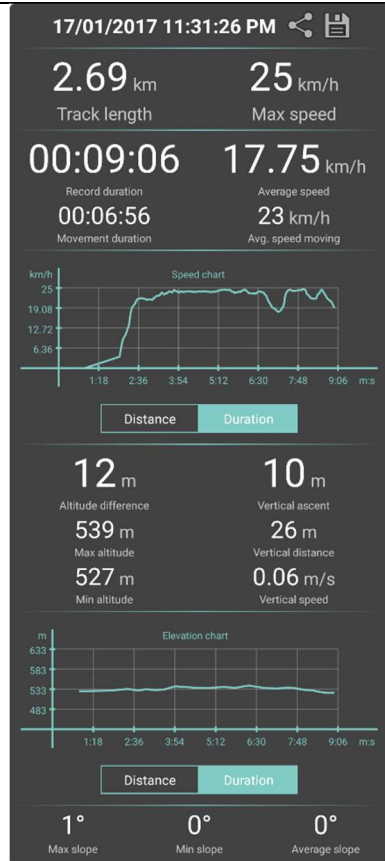 17/01/2017 11:31:26 PM
2.69 km 25 km/h
Track length Max speed
00:09:06 17.75 km/h
Record duration Average speed
00:06:56 23 km/h
Movement duration Avg. speed moving
km/h Speed chart
25
19.08
12.72
6.36
1:18 2:36 3:54 5:12 6:30 7:48 9:06 m:s
Distance Duration
12 m 10 m
Altitude difference Vertical ascent
539 m 26 m
Max altitude Vertical distance
527 m 0.06 m/s
Min altitude Vertical speed
m Elevation chart
633
583
533
483
1:18 2:36 3:54 5:12 6:30 7:48 9:06 m:s
Distance Duration
1° 0° 0°
Max slope Min slope Average slope